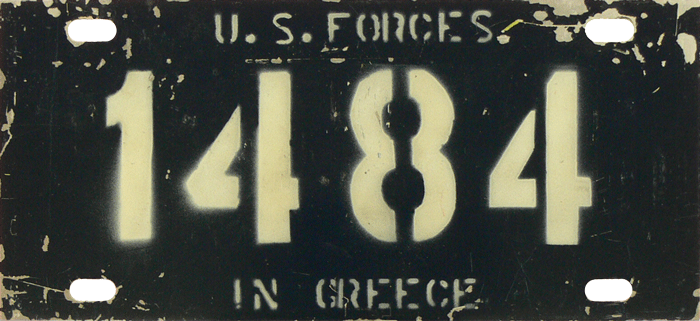 U.S. FORCES
1484
IN GREECE